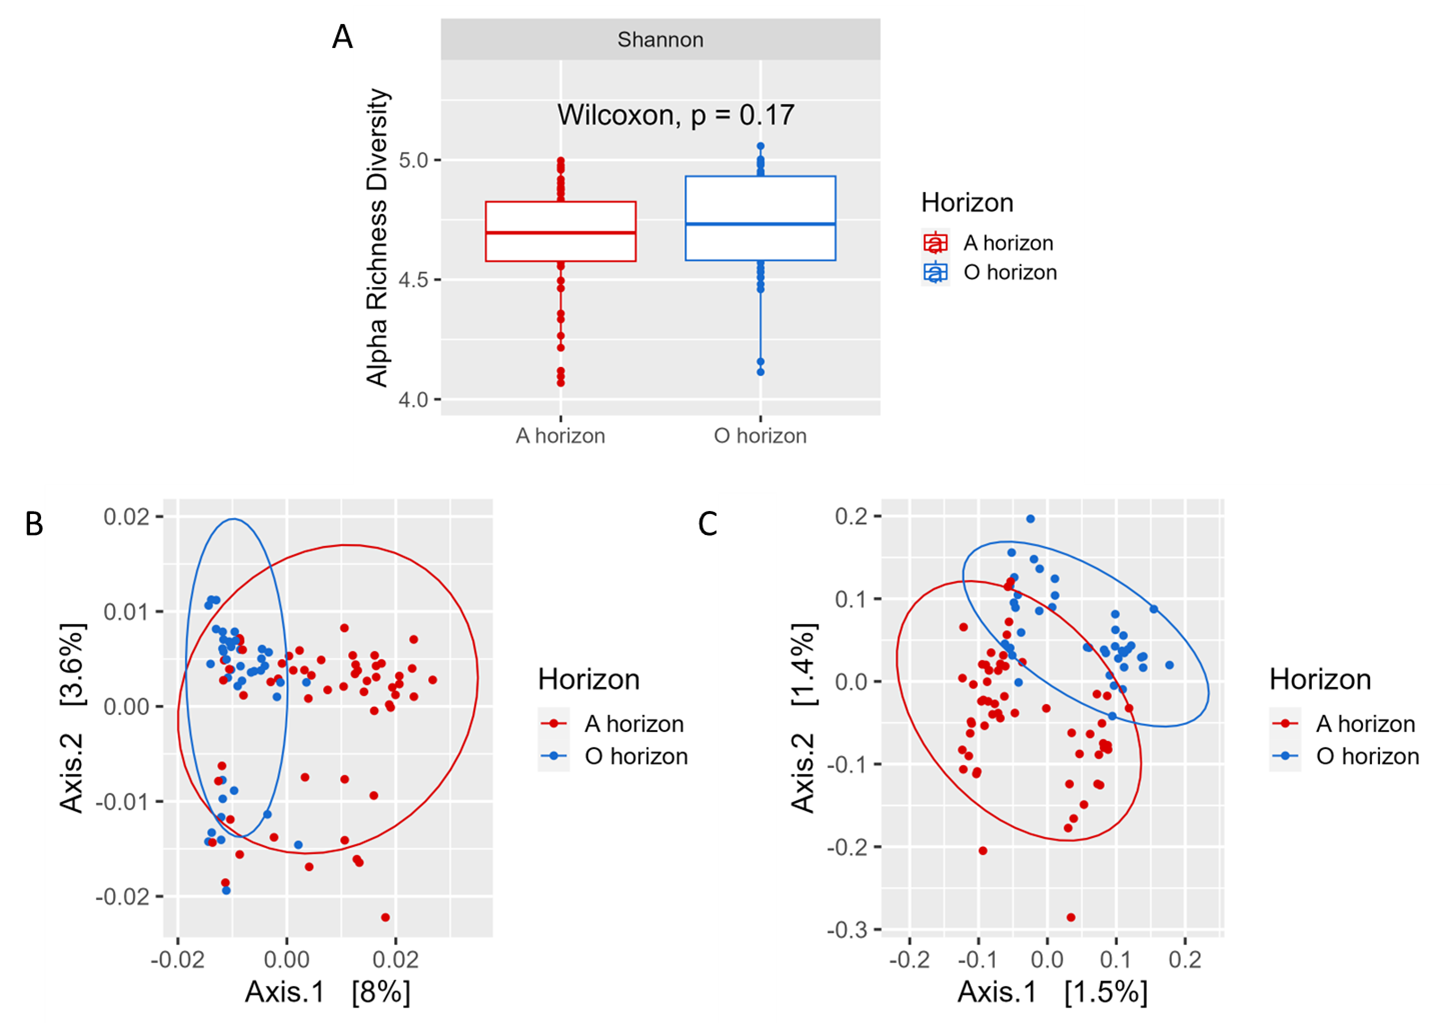 A
Shannon
Alpha Richness Diversity
Wilcoxon, p = 0.17
5.0
4.5
4.0
A horizon
O horizon
Horizon
a A horizon
a O horizon
B
Axis.2 [3.6%]
0.02
0.01
0.00
-0.01
-0.02
-0.02
0.00
0.02
Axis.1 [8%]
Horizon
A horizon
O horizon
C
Axis.2 [1.4%]
0.2
0.1
0.0
-0.1
-0.2
-0.3
-0.2
-0.1
0.0
0.1
0.2
Axis.1 [1.5%]
Horizon
A horizon
O horizon